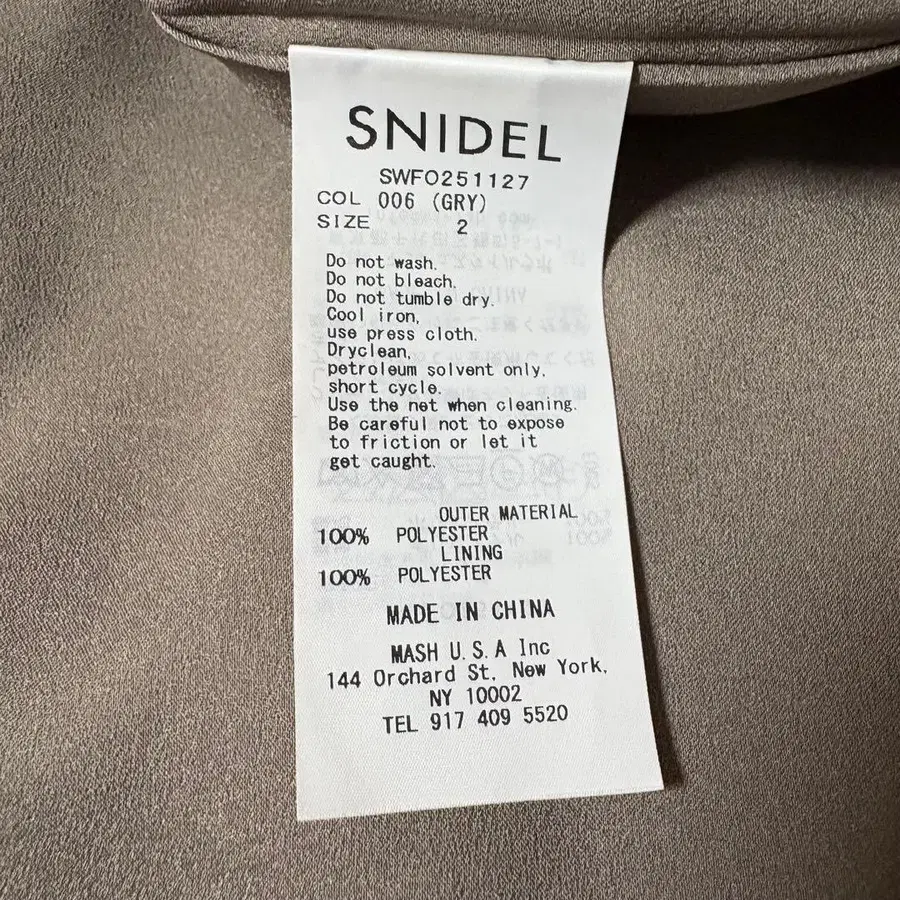 SNIDEL
SWFO251127
COL 006 (GRY)
SIZE 2
Do not wash.
Do not bleach.
Do not tumble dry.
Cool iron,
use press cloth.
Dryclean,
petroleum solvent only,
short cycle.
Use the net when cleaning.
Be careful not to expose
to friction or let it
get caught.
OUTER MATERIAL
100% POLYESTER
LINING
100% POLYESTER
MADE IN CHINA
MASH U.S.A Inc
144 Orchard St, New York,
NY 10002
TEL 917 409 5520